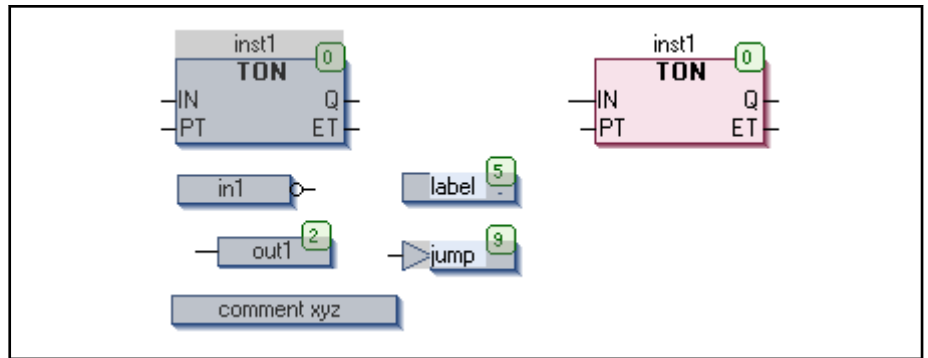 inst1
0
TON
IN Q
PT ET
inst1
0
TON
IN Q
PT ET
in1
label 5
out1 2
jump 9
comment xyz